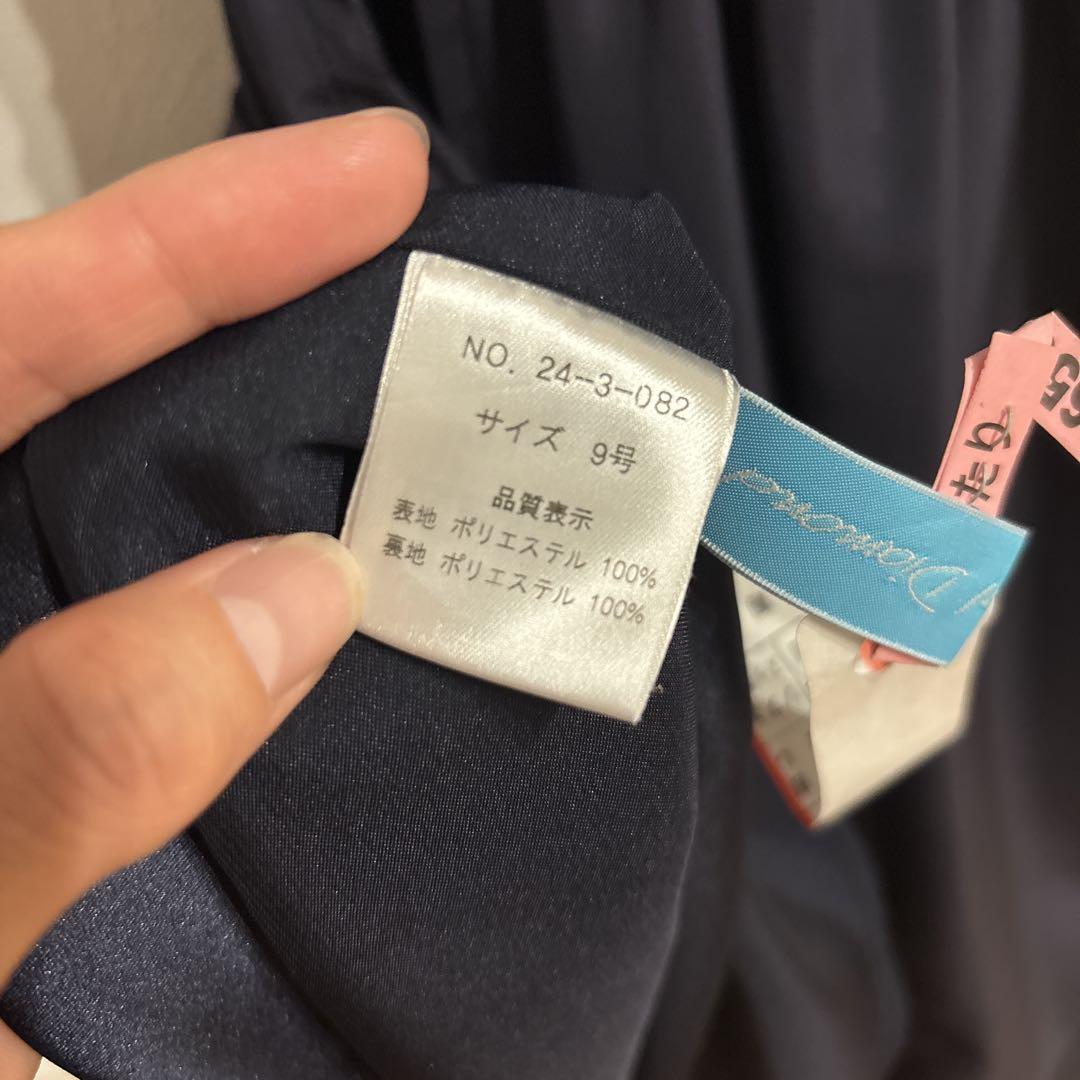 NO. 24-3-082
サイズ 9号
品質表示
表地 ポリエステル 100%
裏地 ポリエステル 100%
Diamond